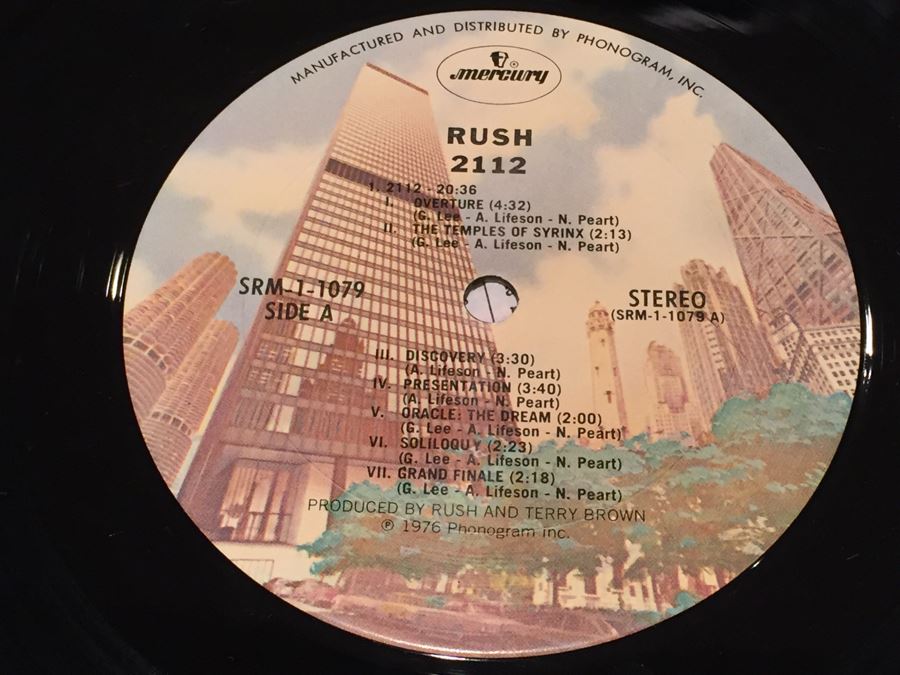 MANUFACTURED AND DISTRIBUTED BY PHONOGRAM, INC.
mercury
RUSH
2112
1. 2112 - 20:36
I. OVERTURE (4:32)
(G. Lee - A. Lifeson - N. Peart)
II. THE TEMPLES OF SYRINX (2:13)
(G. Lee - A. Lifeson - N. Peart)
SRM-1-1079
SIDE A
STEREO
(SRM-1-1079 A)
III. DISCOVERY (3:30)
(A. Lifeson - N. Peart)
IV. PRESENTATION (3:40)
(A. Lifeson - N. Peart)
V. ORACLE: THE DREAM (2:00)
(G. Lee - A. Lifeson - N. Peart)
VI. SOLILOQUY (2:23)
(G. Lee - A. Lifeson - N. Peart)
VII. GRAND FINALE (2:18)
(G. Lee - A. Lifeson - N. Peart)
PRODUCED BY RUSH AND TERRY BROWN
℗ 1976 Phonogram Inc.